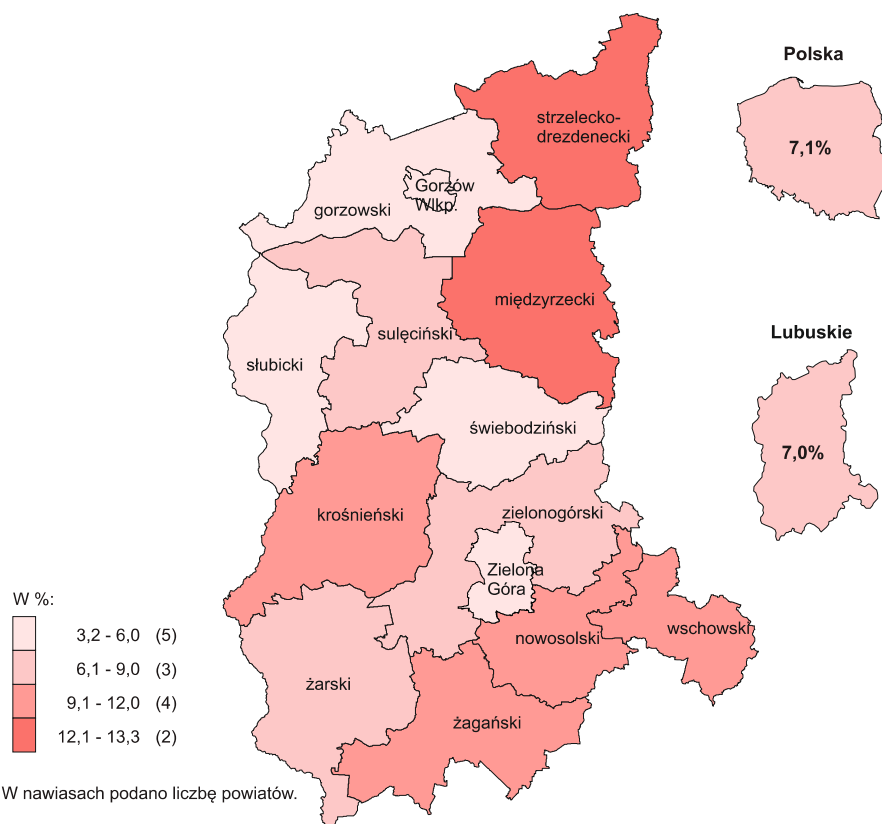 Polska
7,1%
strzelecko-
drezdenecki
Gorzów
Wlkp.
gorzowski
międzyrzecki
sulęciński
słubicki
Lubuskie
7,0%
świebodziński
krośnieński
zielonogórski
Zielona
Góra
nowosolski
wschowski
żarski
żagański
W %:
3,2 - 6,0 (5)
6,1 - 9,0 (3)
9,1 - 12,0 (4)
12,1 - 13,3 (2)
W nawiasach podano liczbę powiatów.